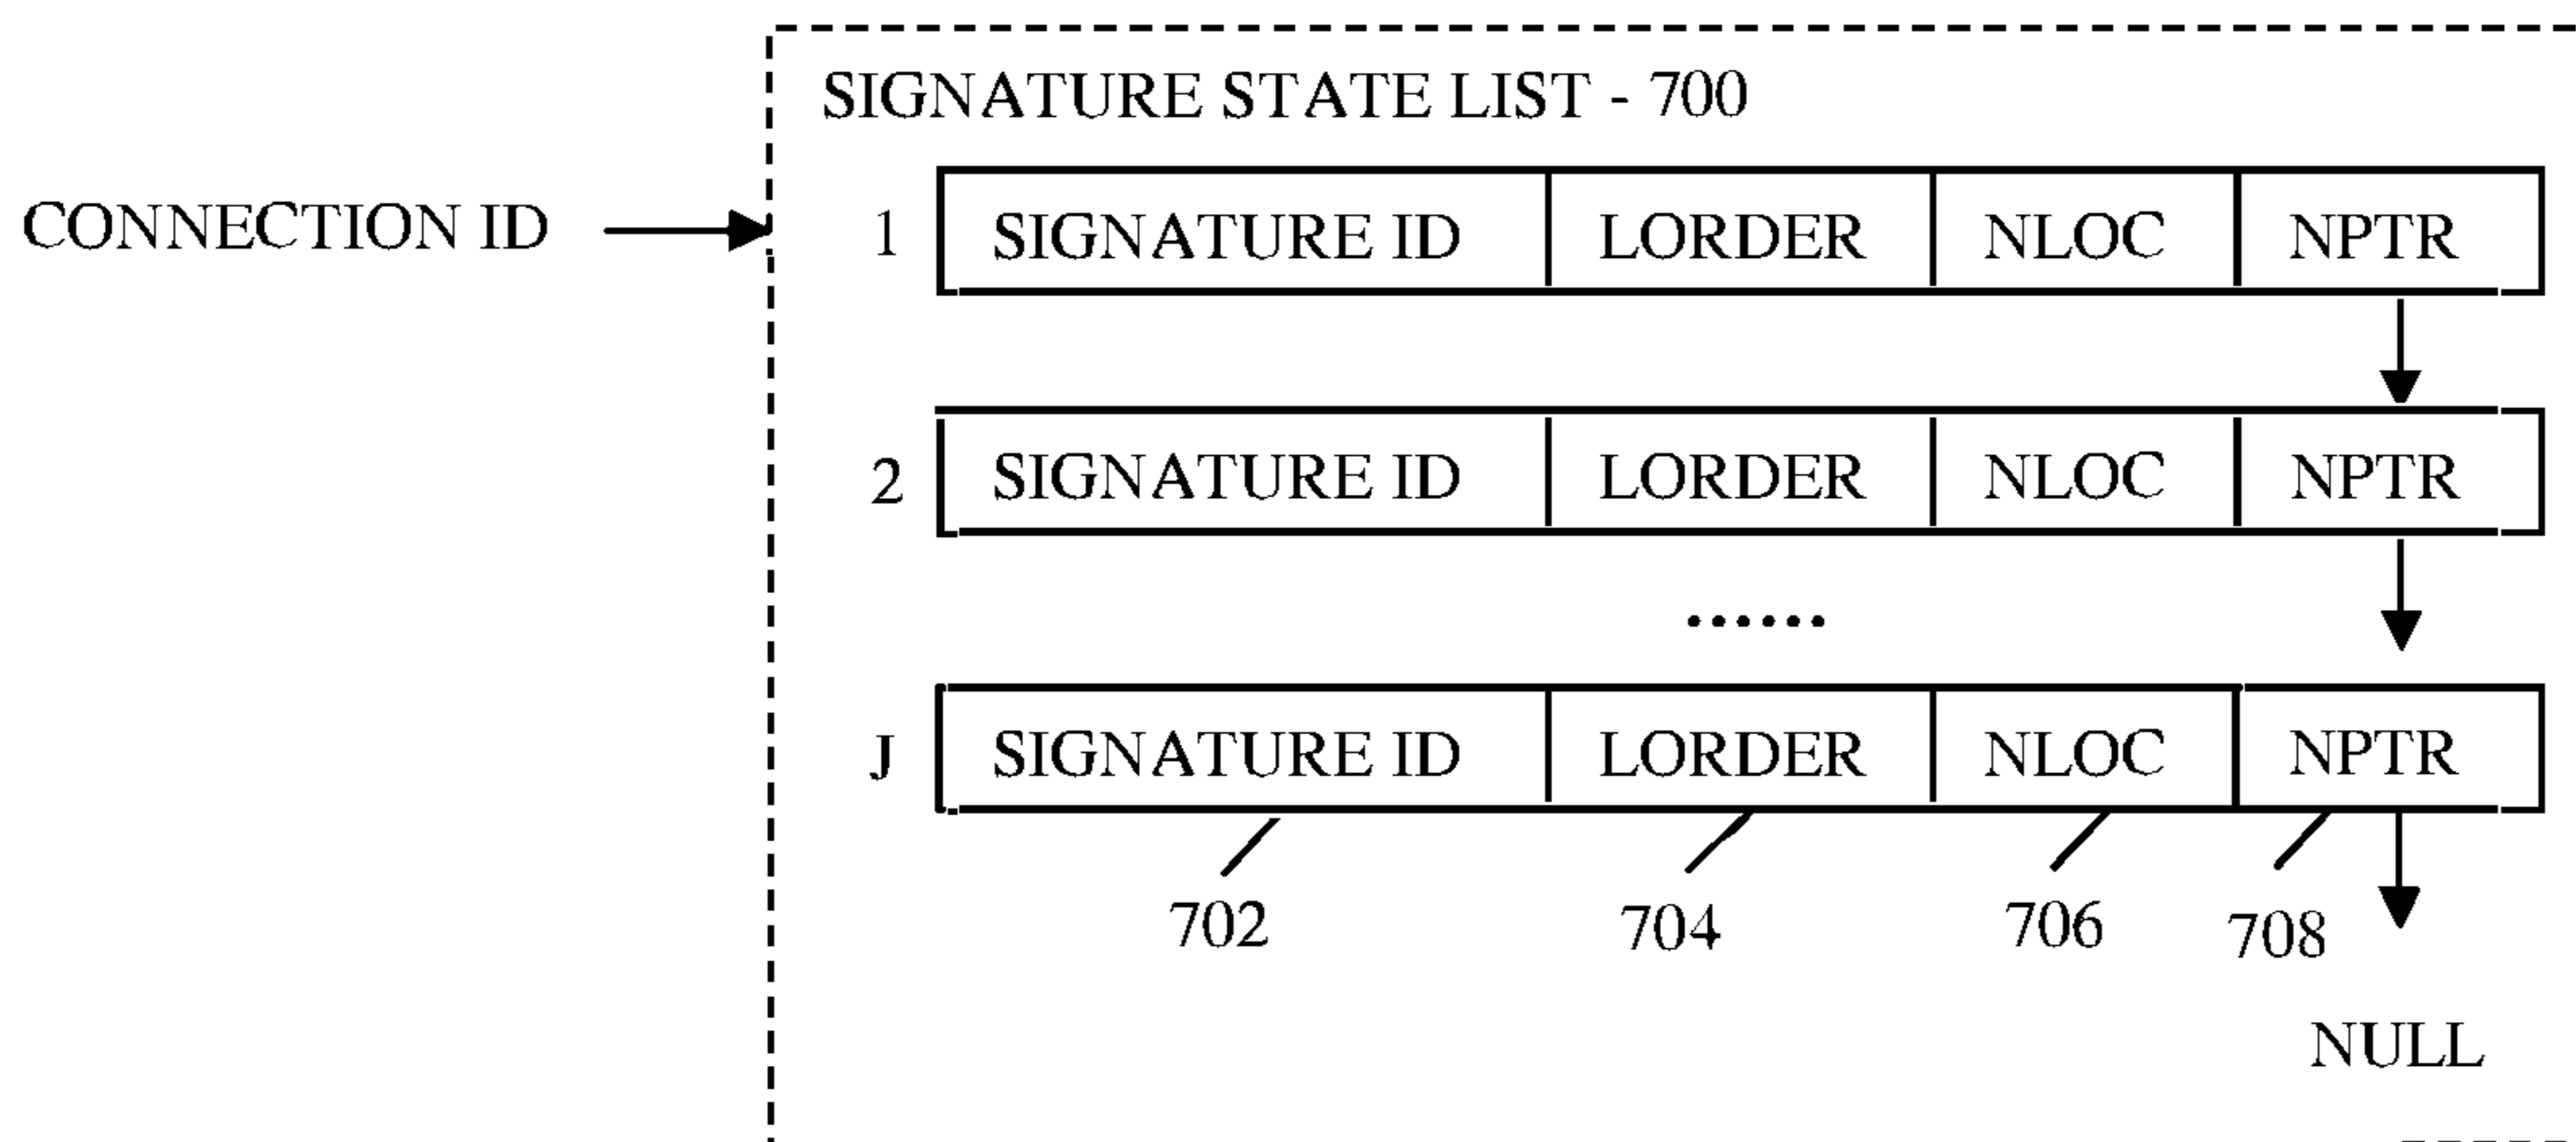 SIGNATURE STATE LIST - 700
CONNECTION ID
1 SIGNATURE ID LORDER NLOC NPTR
2 SIGNATURE ID LORDER NLOC NPTR
......
J SIGNATURE ID LORDER NLOC NPTR
702 704 706 708
NULL